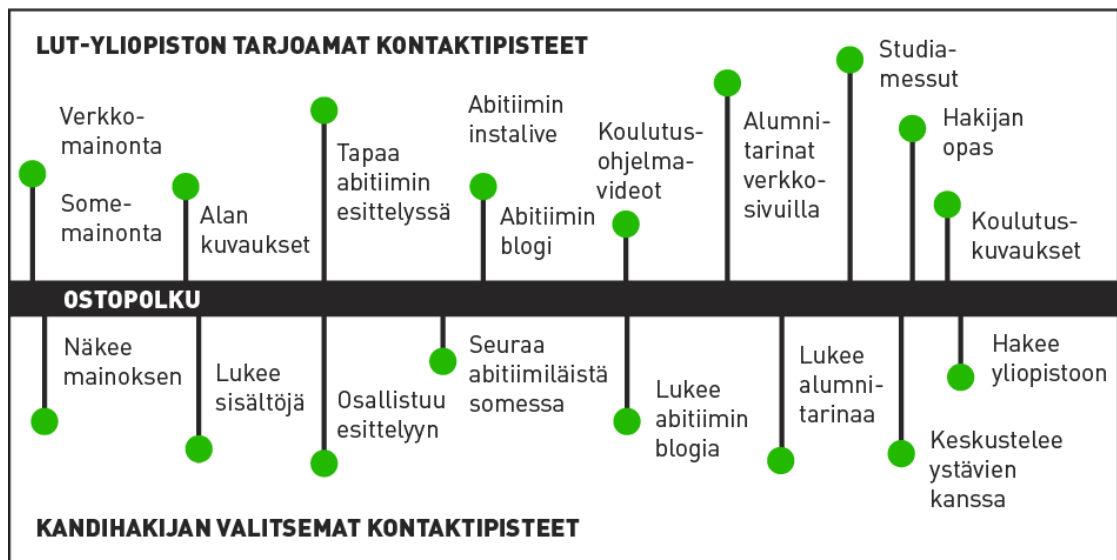 LUT-YLIOPISTON TARJOAMAT KONTAKTIPISTEET
Verkko-
mainonta
Some-
mainonta
Alan
kuvaukset
Tapaa
abitiimin
esittelyssä
Abitiimin
instalive
Abitiimin
blogi
Koulutus-
ohjelma-
videot
Alumni-
tarinat
verkko-
sivuilla
Studia-
messut
Hakijan
opas
Koulutus-
kuvaukset
OSTOPOLKU
Näkee
mainoksen
Lukee
sisältöjä
Osallistuu
esittelyyn
Seuraa
abitiimiläistä
somessa
Lukee
abitiimin
blogia
Lukee
alumni-
tarinaa
Keskustelee
ystävien
kanssa
Hakee
yliopistoon
KANDIHAKIJAN VALITSEMAT KONTAKTIPISTEET